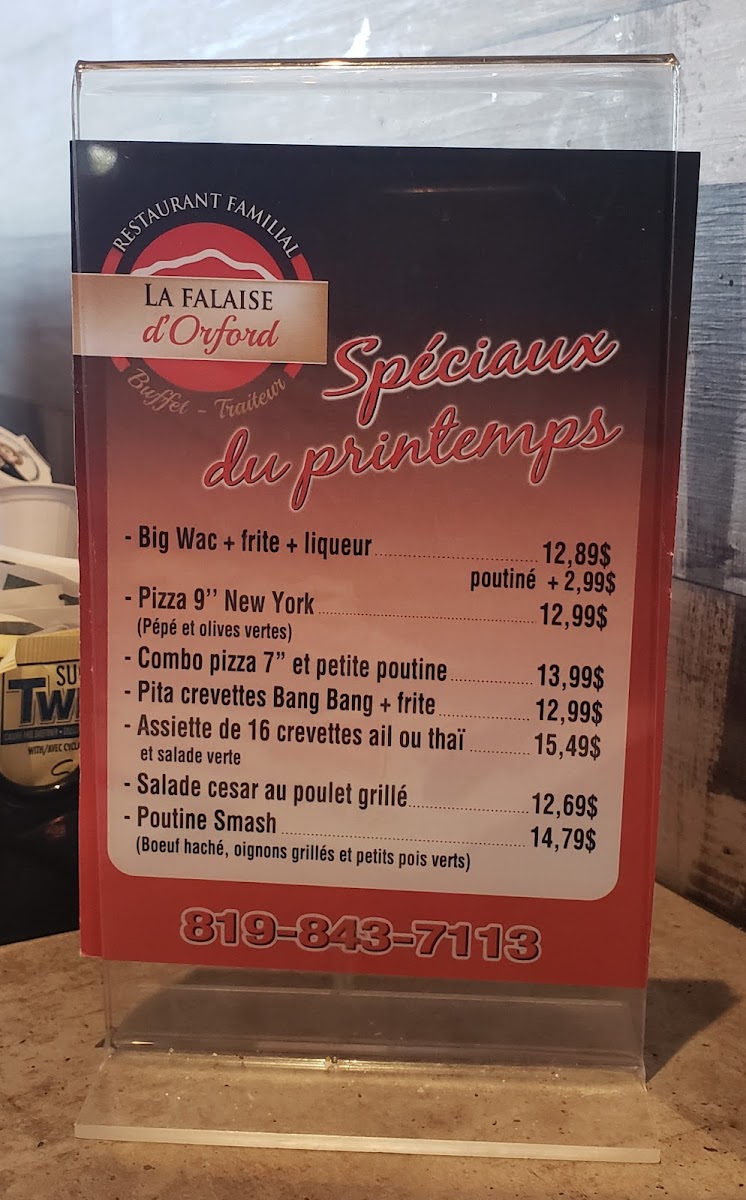 RESTAURANT FAMILIAL
LA FALAISE
d'Orford
Buffet - Traiteur
Spéciaux
du printemps
- Big Wac + frite + liqueur 12,89$
poutiné + 2,99$
- Pizza 9'' New York 12,99$
(Pépé et olives vertes)
- Combo pizza 7" et petite poutine 13,99$
- Pita crevettes Bang Bang + frite 12,99$
- Assiette de 16 crevettes ail ou thaï 15,49$
et salade verte
- Salade cesar au poulet grillé 12,69$
- Poutine Smash 14,79$
(Boeuf haché, oignons grillés et petits pois verts)
819-843-7113
SU
TW
WITH/AVEC